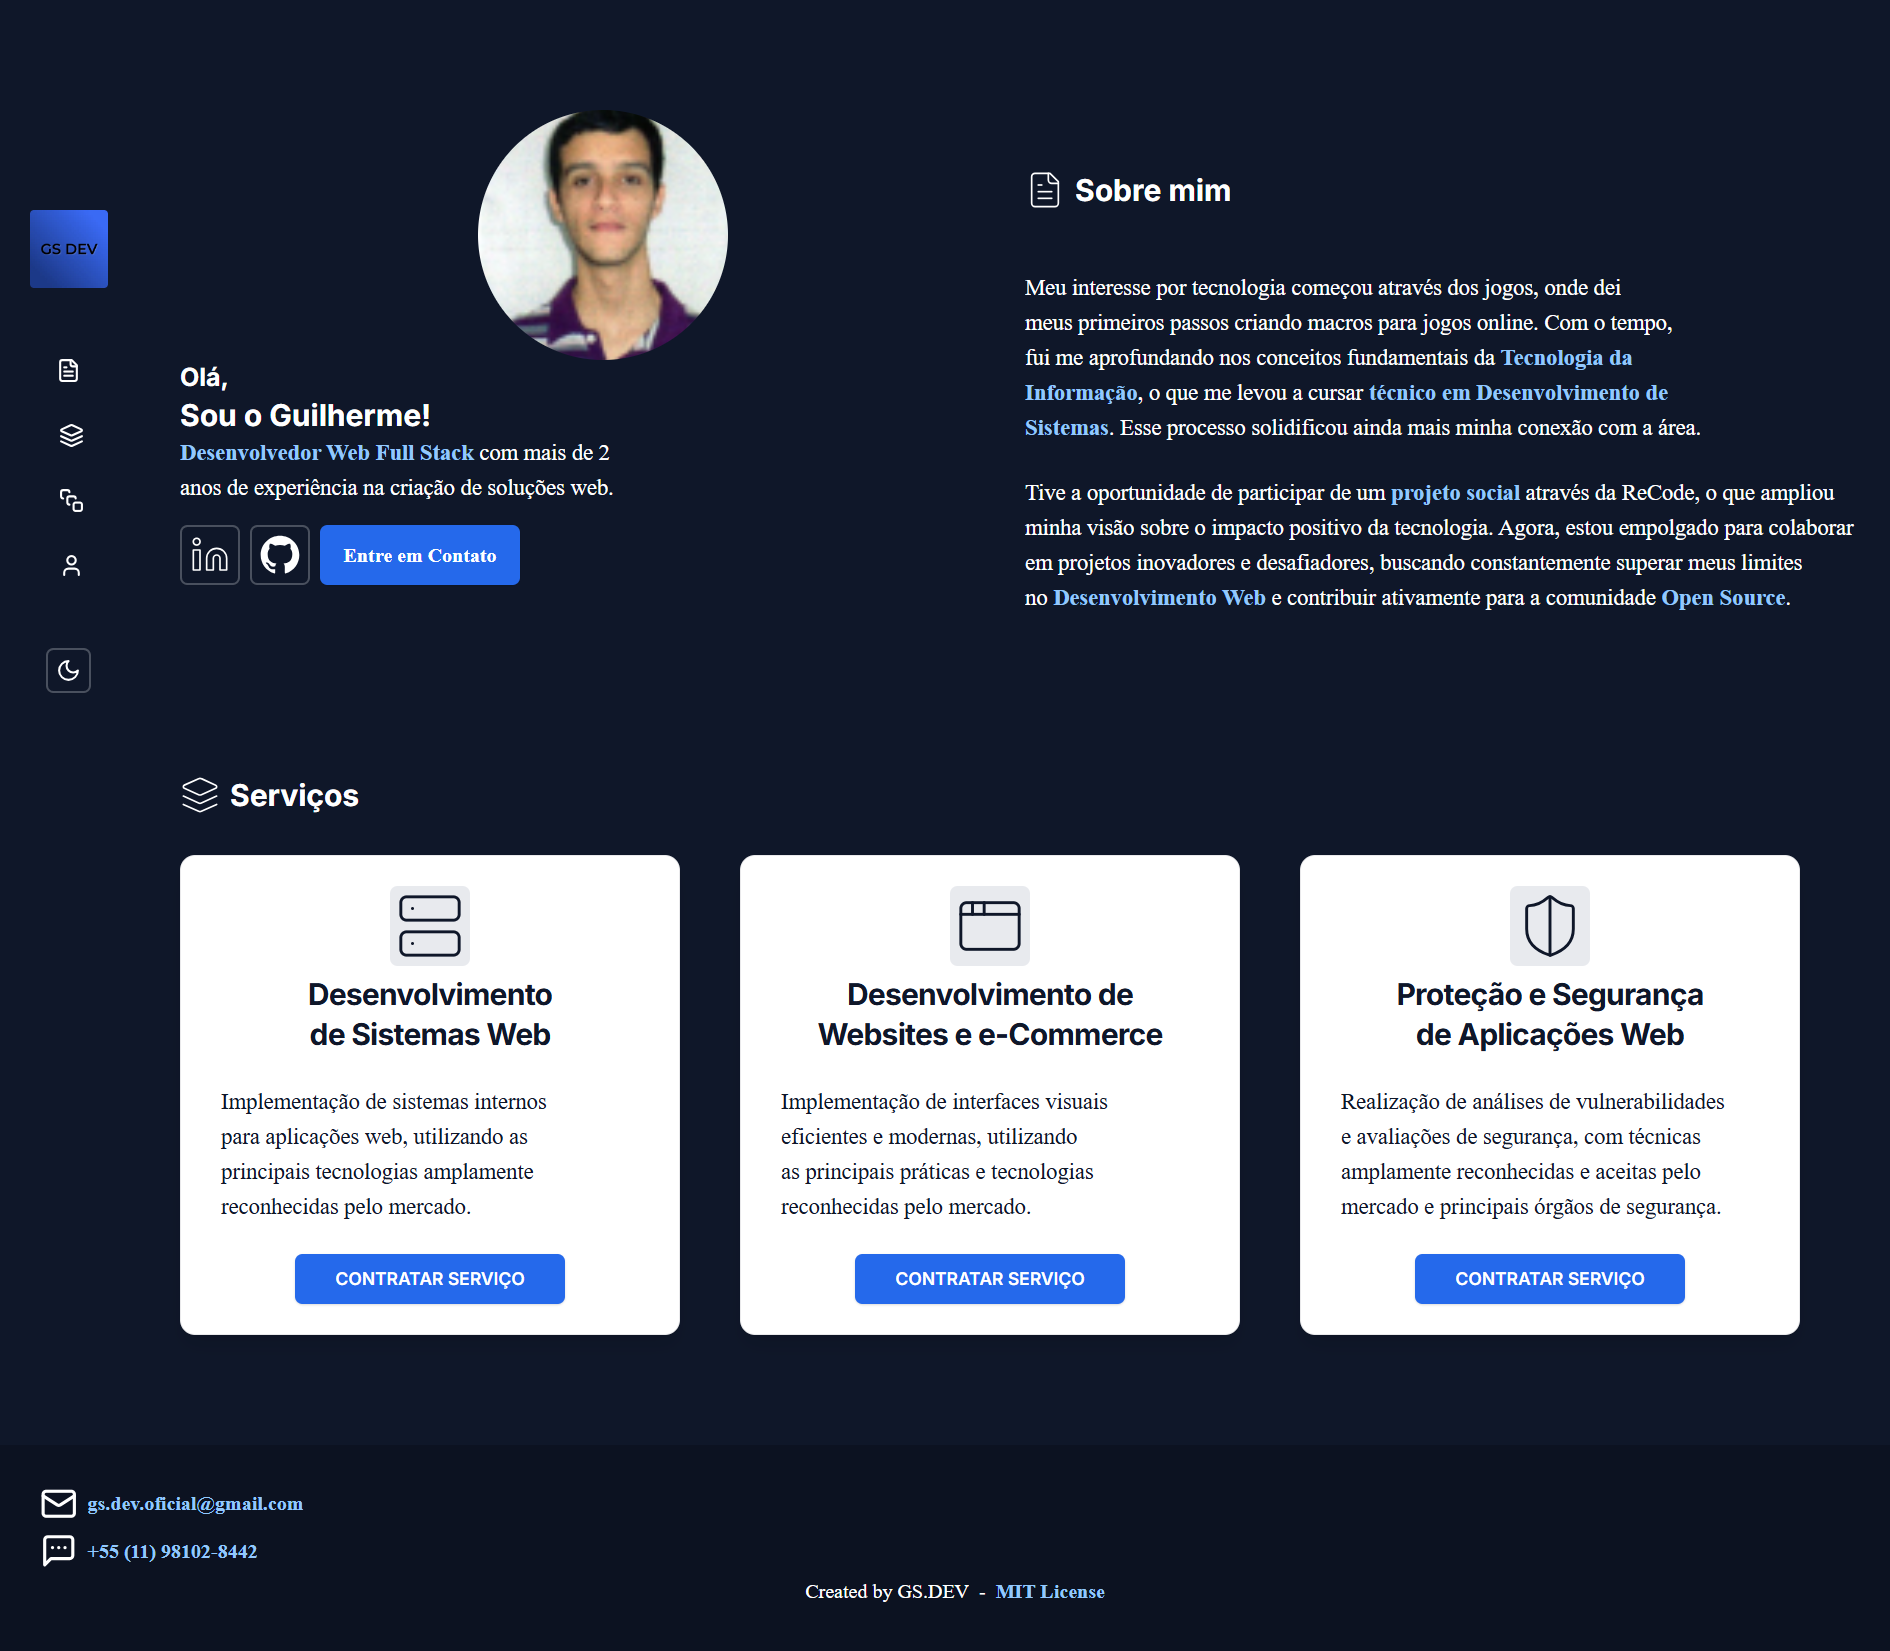 GS DEV
Olá,
Sou o Guilherme!
Desenvolvedor Web Full Stack com mais de 2
anos de experiência na criação de soluções web.
in
Entre em Contato
Sobre mim
Meu interesse por tecnologia começou através dos jogos, onde dei
meus primeiros passos criando macros para jogos online. Com o tempo,
fui me aprofundando nos conceitos fundamentais da Tecnologia da
Informação, o que me levou a cursar técnico em Desenvolvimento de
Sistemas. Esse processo solidificou ainda mais minha conexão com a área.
Tive a oportunidade de participar de um projeto social através da ReCode, o que ampliou
minha visão sobre o impacto positivo da tecnologia. Agora, estou empolgado para colaborar
em projetos inovadores e desafiadores, buscando constantemente superar meus limites
no Desenvolvimento Web e contribuir ativamente para a comunidade Open Source.
Serviços
Desenvolvimento
de Sistemas Web
Implementação de sistemas internos
para aplicações web, utilizando as
principais tecnologias amplamente
reconhecidas pelo mercado.
CONTRATAR SERVIÇO
Desenvolvimento de
Websites e e-Commerce
Implementação de interfaces visuais
eficientes e modernas, utilizando
as principais práticas e tecnologias
reconhecidas pelo mercado.
CONTRATAR SERVIÇO
Proteção e Segurança
de Aplicações Web
Realização de análises de vulnerabilidades
e avaliações de segurança, com técnicas
amplamente reconhecidas e aceitas pelo
mercado e principais órgãos de segurança.
CONTRATAR SERVIÇO
gs.dev.oficial@gmail.com
+55 (11) 98102-8442
Created by GS.DEV - MIT License